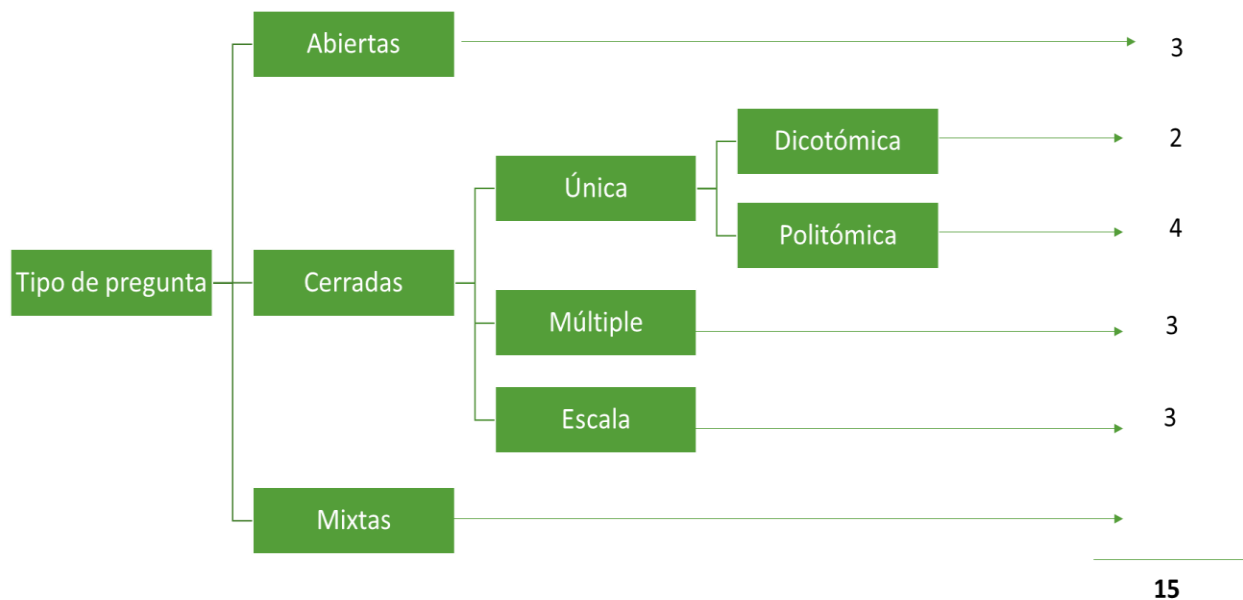 Abiertas
3
Dicotómica
2
Única
Politómica
4
Tipo de pregunta
Cerradas
Múltiple
3
Escala
3
Mixtas
15